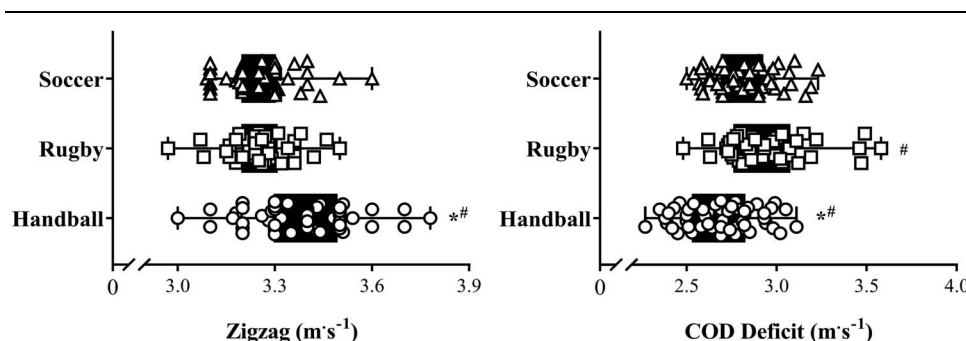 Soccer
Rugby
Handball
*#
0
3.0
3.3
3.6
3.9
Zigzag (m·s⁻¹)
Soccer
Rugby
#
Handball
*#
0
2.5
3.0
3.5
4.0
COD Deficit (m·s⁻¹)